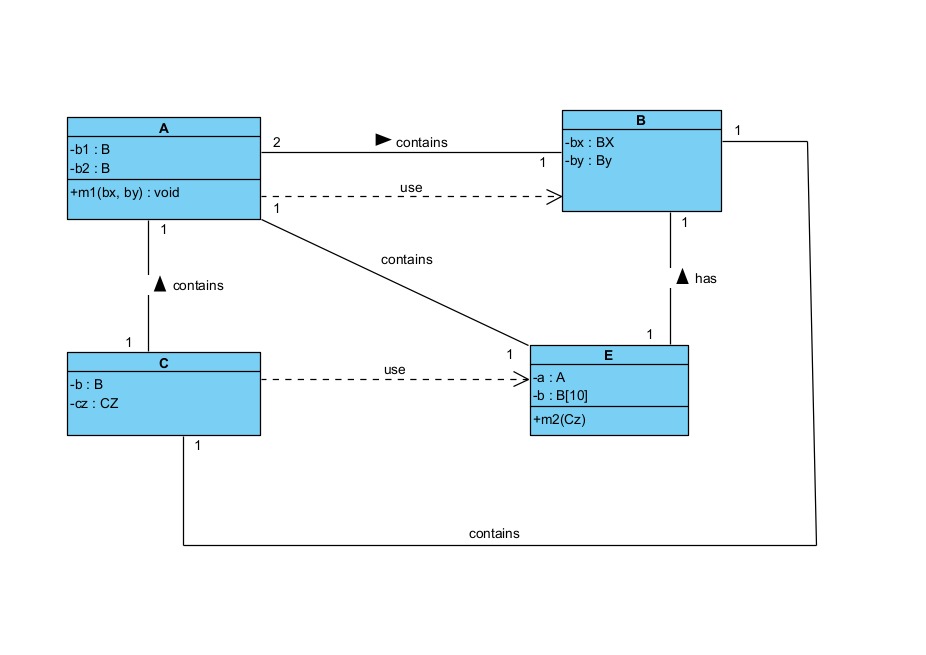 A
-b1 : B
-b2 : B
+m1(bx, by) : void
2
contains
1
B
-bx : BX
-by : By
1
use
1
1
contains
1
contains
1
has
1
1
C
-b : B
-cz : CZ
use
E
-a : A
-b : B[10]
+m2(Cz)
1
contains